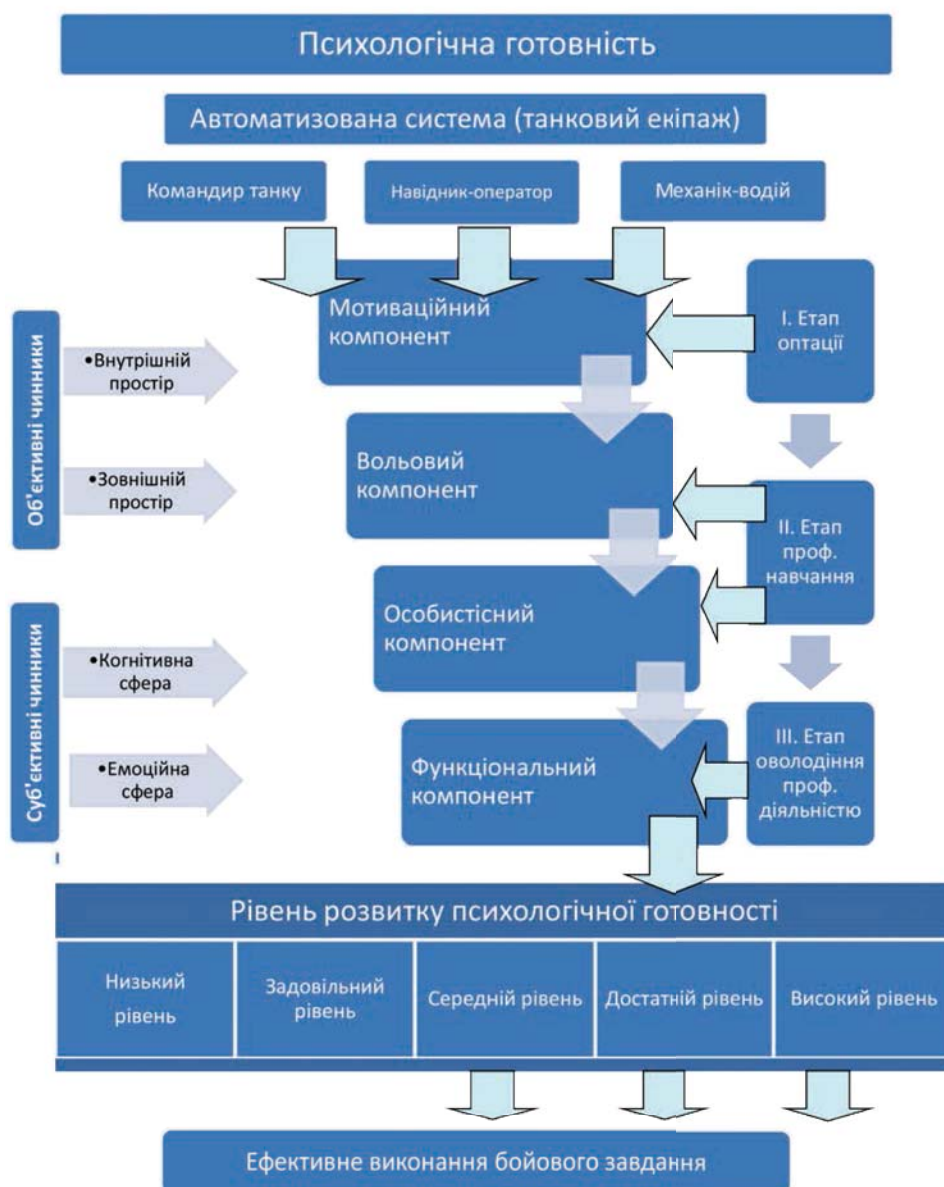 Психологічна готовність
Автоматизована система (танковий екіпаж)
Командир танку
Навідник-оператор
Механік-водій
Об'єктивні чинники
•Внутрішній
простір
•Зовнішній
простір
Суб'єктивні чинники
•Когнітивна
сфера
•Емоційна
сфера
Мотиваційний
компонент
Вольовий
компонент
Особистісний
компонент
Функціональний
компонент
І. Етап
оптації
ІІ. Етап
проф.
навчання
ІІІ. Етап
оволодіння
проф.
діяльністю
Рівень розвитку психологічної готовності
Низький
рівень
Задовільний
рівень
Середній рівень
Достатній рівень
Високий рівень
Ефективне виконання бойового завдання